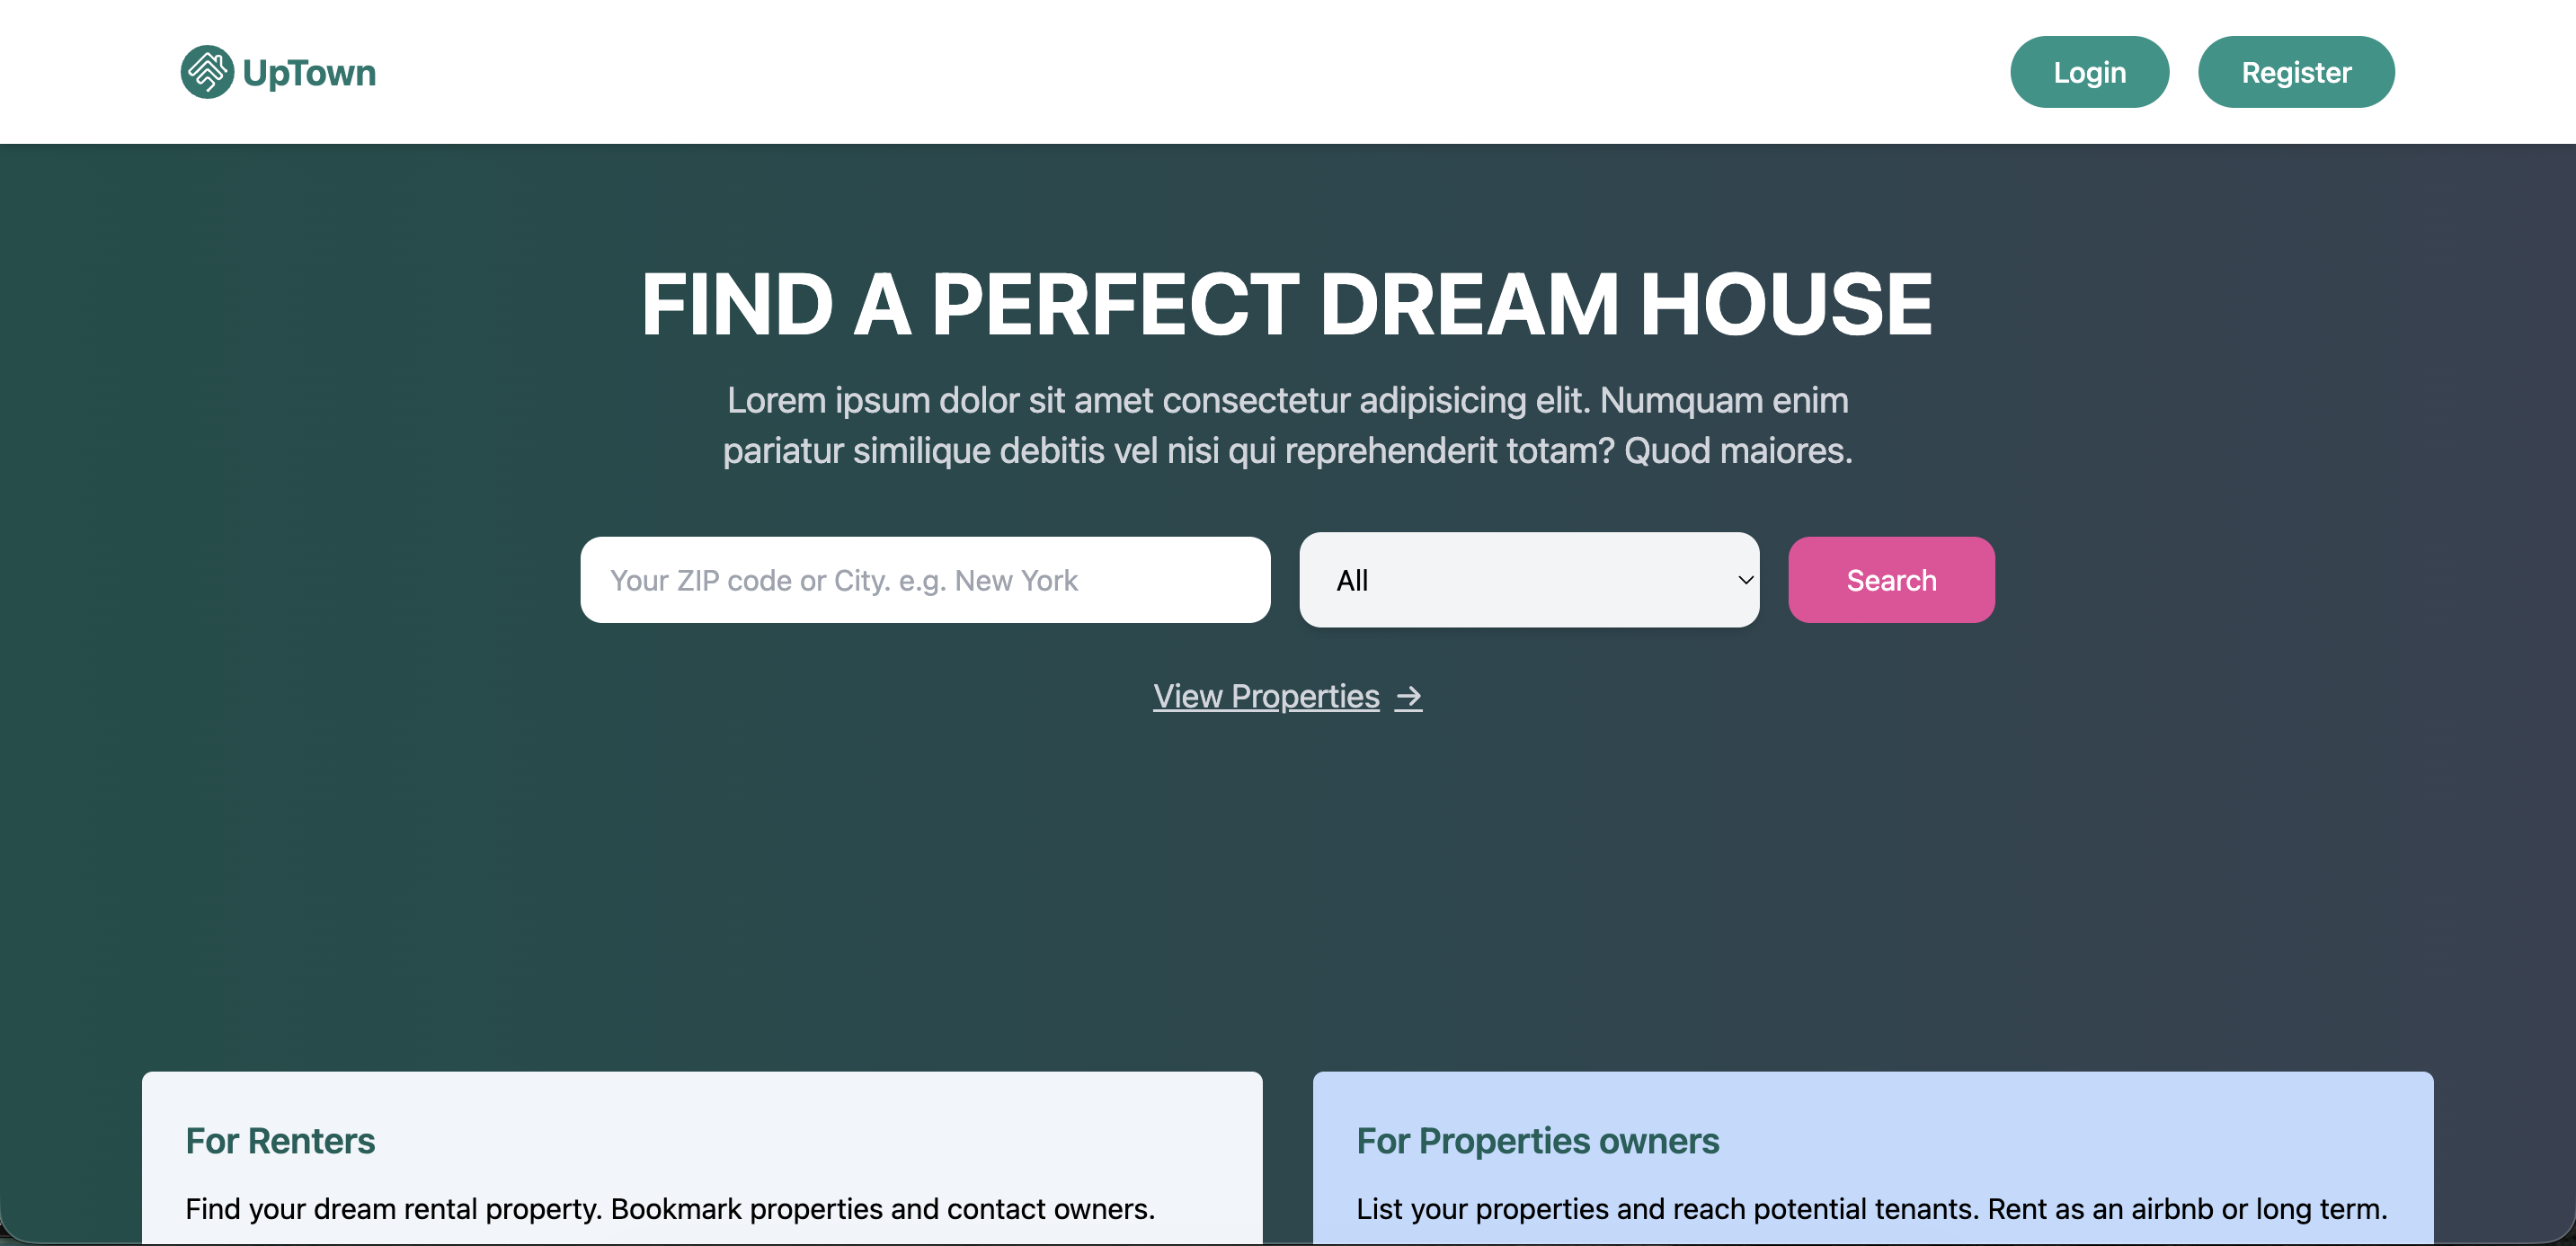 UpTown
Login
Register
FIND A PERFECT DREAM HOUSE
Lorem ipsum dolor sit amet consectetur adipisicing elit. Numquam enim
pariatur similique debitis vel nisi qui reprehenderit totam? Quod maiores.
Your ZIP code or City. e.g. New York
All
Search
View Properties →
For Renters
Find your dream rental property. Bookmark properties and contact owners.
For Properties owners
List your properties and reach potential tenants. Rent as an airbnb or long term.